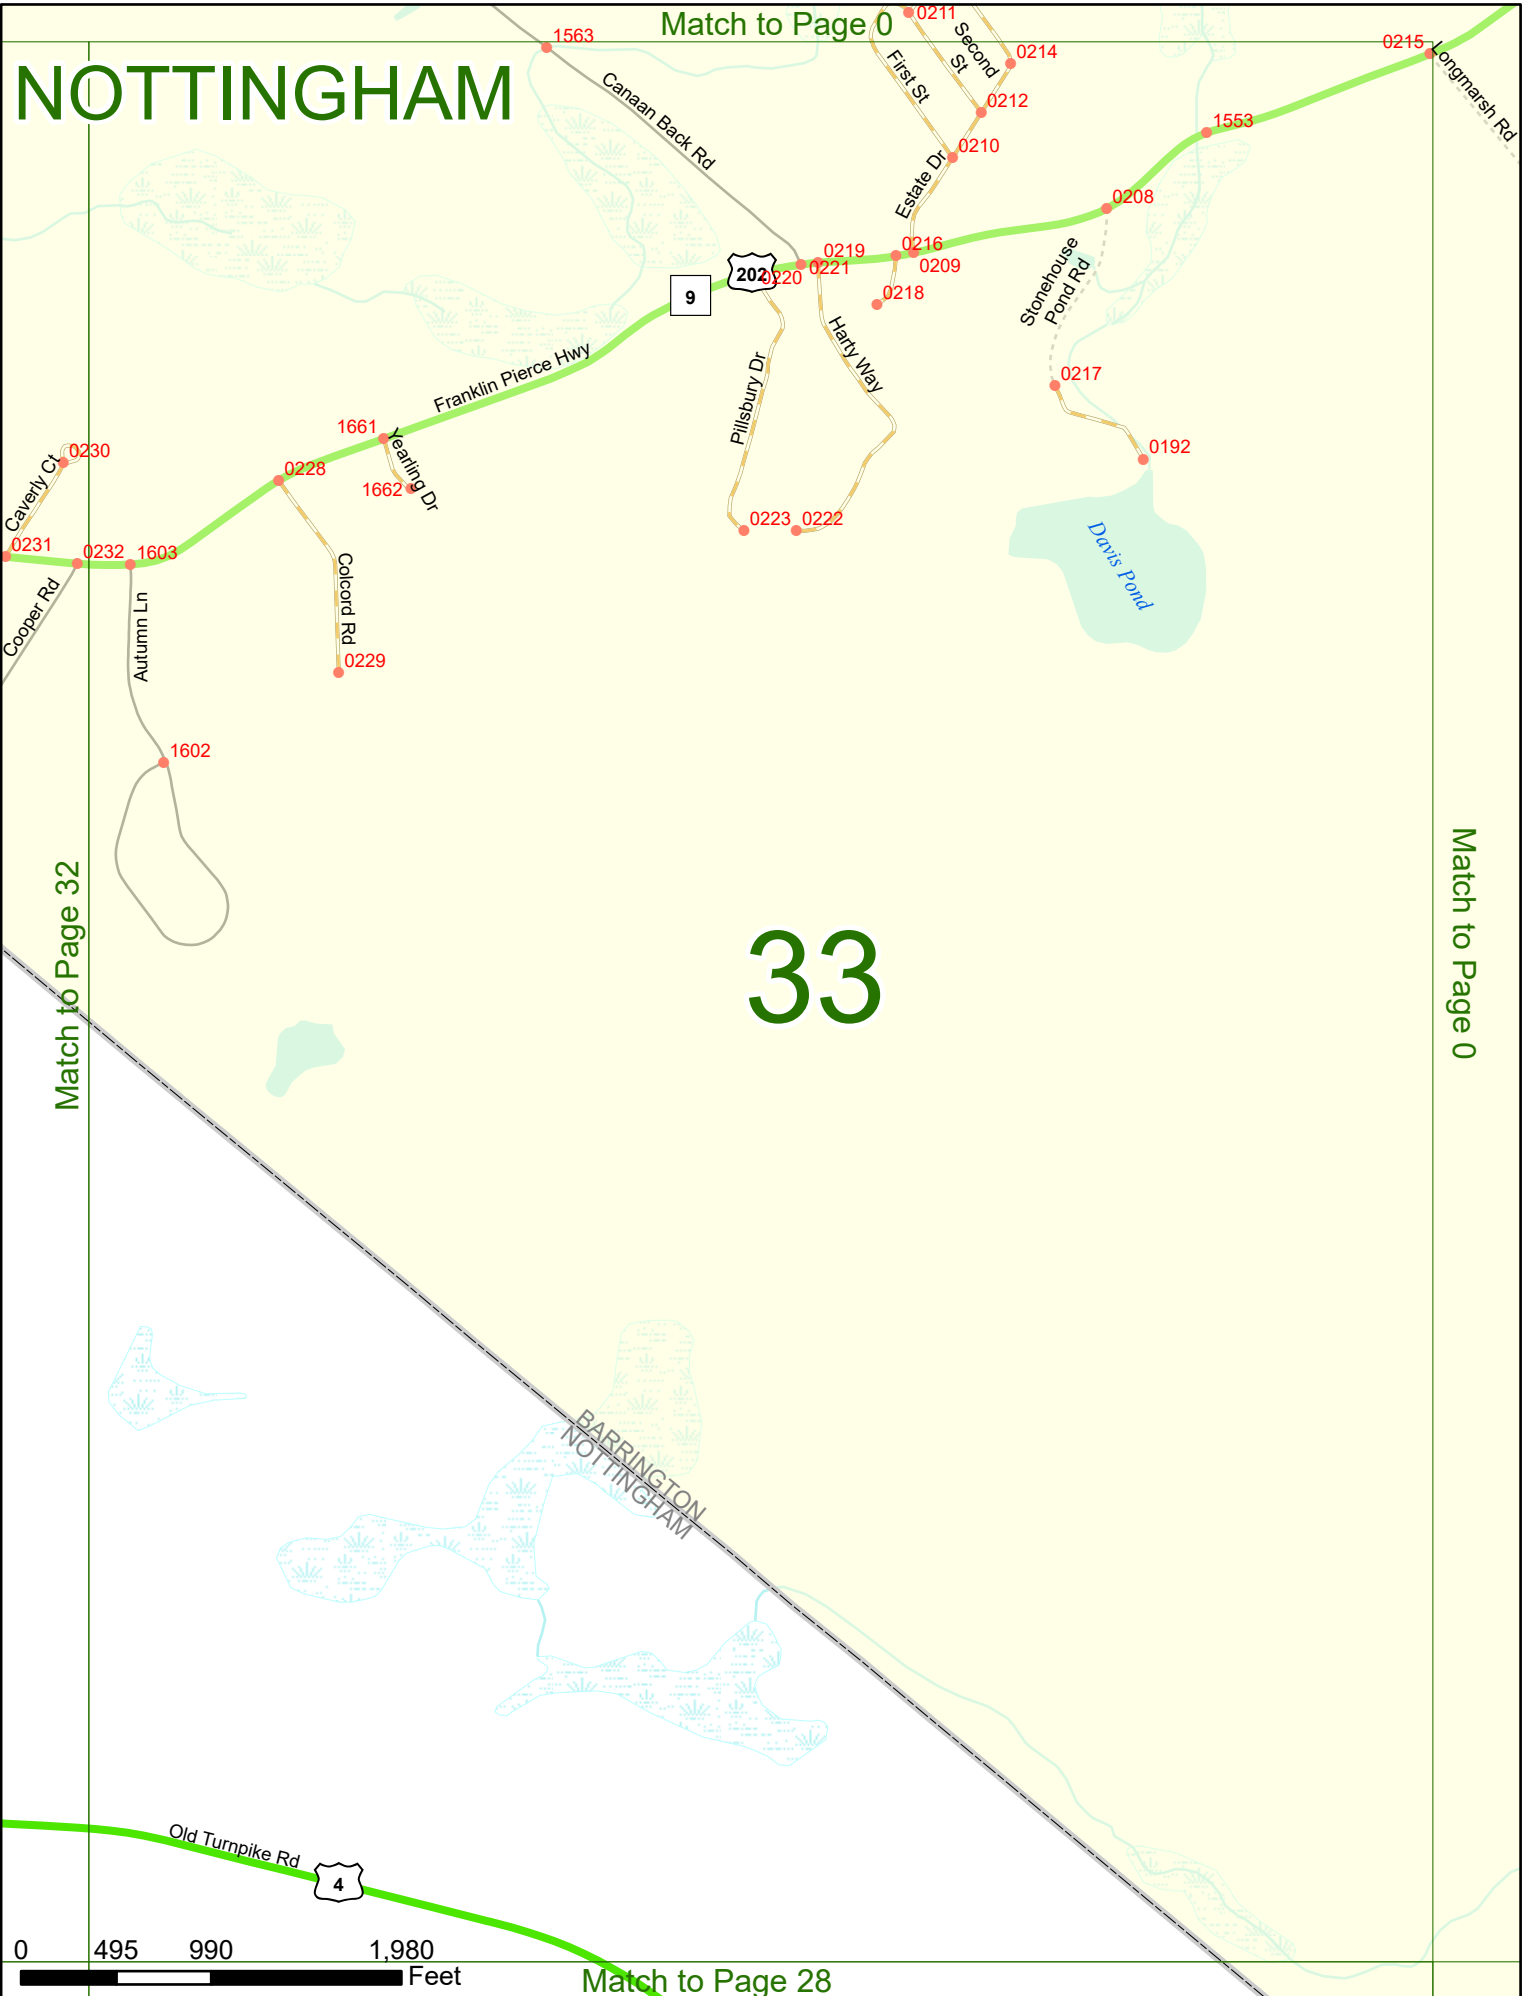 Match to Page 0
NOTTINGHAM
1563
0211
0214
0215
Longmarsh Rd
Second
St
First St
Canaan Back Rd
0212
1553
0210
Estate Dr
0208
0219
0216
0209
0220
0221
202
9
0218
Stonehouse
Pond Rd
Harty Way
Pillsbury Dr
Franklin Pierce Hwy
0217
1661
Yearling Dr
1662
0230
Caverly Ct
0228
0192
0223
0222
Davis Pond
0231
0232
1603
Cooper Rd
Autumn Ln
Colcord Rd
0229
1602
Match to Page 32
33
Match to Page 0
BARRINGTON
NOTTINGHAM
Old Turnpike Rd
4
0 495 990 1,980
Feet
Match to Page 28